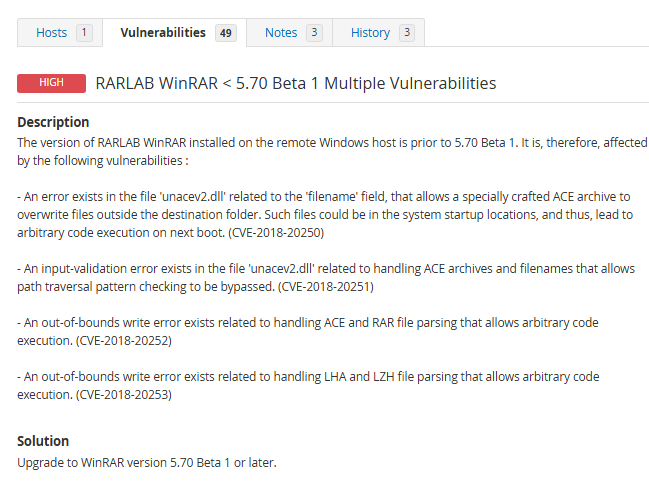 Hosts 1 Vulnerabilities 49 Notes 3 History 3
HIGH RARLAB WinRAR < 5.70 Beta 1 Multiple Vulnerabilities
Description
The version of RARLAB WinRAR installed on the remote Windows host is prior to 5.70 Beta 1. It is, therefore, affected
by the following vulnerabilities :
- An error exists in the file 'unacev2.dll' related to the 'filename' field, that allows a specially crafted ACE archive to
overwrite files outside the destination folder. Such files could be in the system startup locations, and thus, lead to
arbitrary code execution on next boot. (CVE-2018-20250)
- An input-validation error exists in the file 'unacev2.dll' related to handling ACE archives and filenames that allows
path traversal pattern checking to be bypassed. (CVE-2018-20251)
- An out-of-bounds write error exists related to handling ACE and RAR file parsing that allows arbitrary code
execution. (CVE-2018-20252)
- An out-of-bounds write error exists related to handling LHA and LZH file parsing that allows arbitrary code
execution. (CVE-2018-20253)
Solution
Upgrade to WinRAR version 5.70 Beta 1 or later.